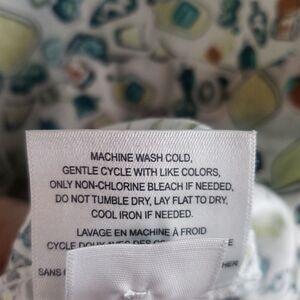 MACHINE WASH COLD,
GENTLE CYCLE WITH LIKE COLORS,
ONLY NON-CHLORINE BLEACH IF NEEDED,
DO NOT TUMBLE DRY, LAY FLAT TO DRY,
COOL IRON IF NEEDED.
LAVAGE EN MACHINE À FROID
CYCLE DES
SANS